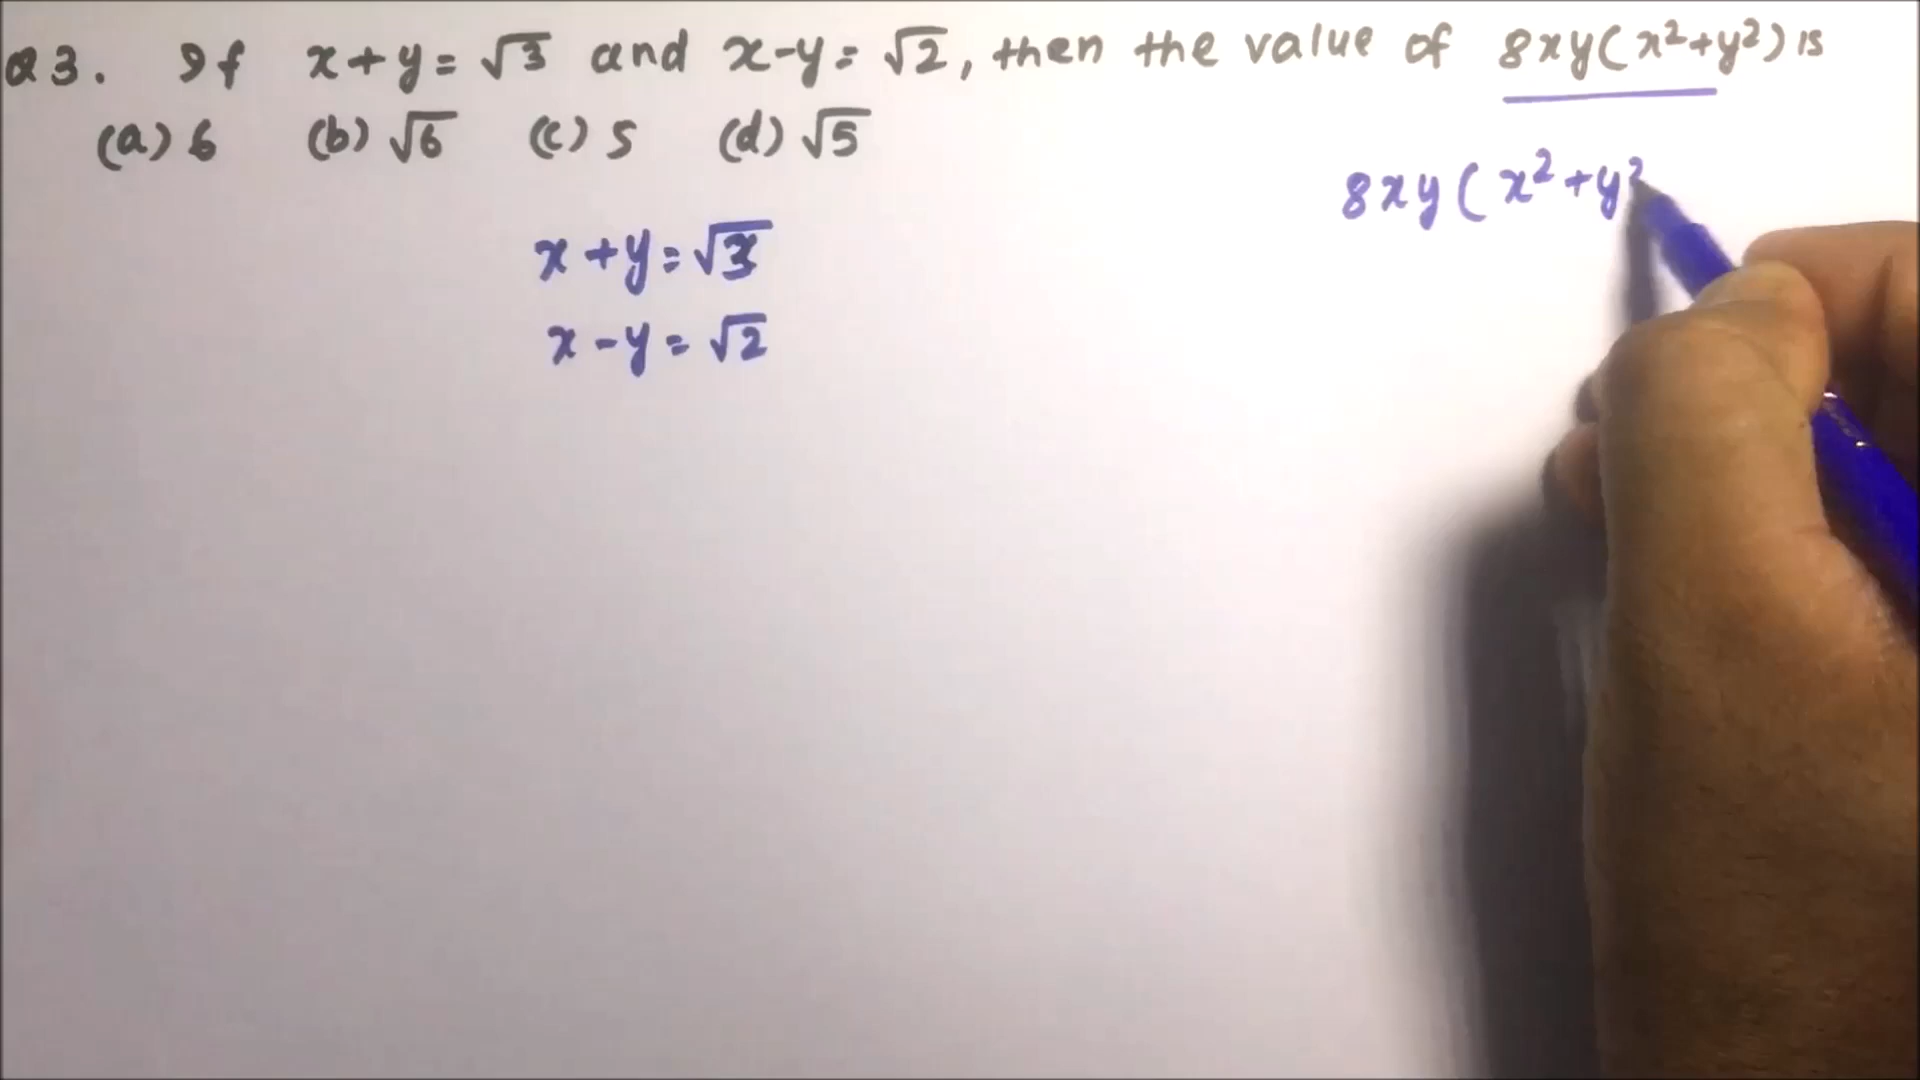 Q3. If x+y=√3 and x-y=√2, then the value of 8xy(x²+y²) is
(a) 6 (b) √6 (c) 5 (d) √5
8xy(x²+y²
x+y=√3
x-y=√2